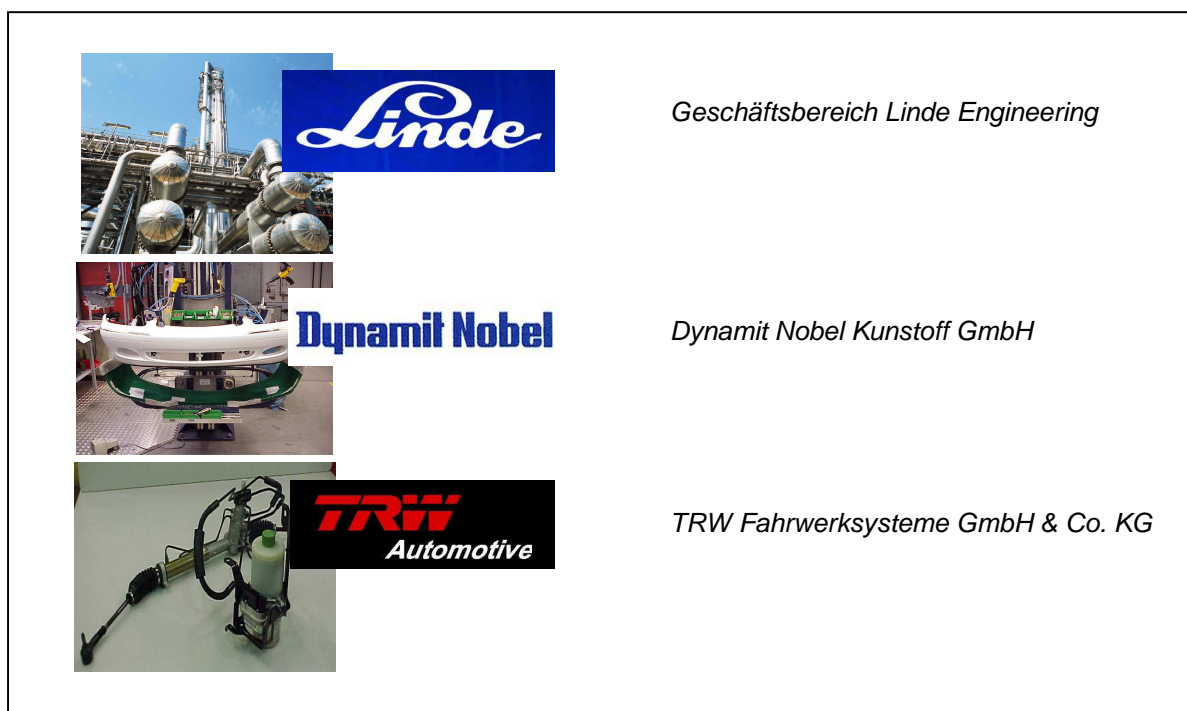 Linde
Geschäftsbereich Linde Engineering
Dynamit Nobel
Dynamit Nobel Kunstoff GmbH
TRW
Automotive
TRW Fahrwerksysteme GmbH & Co. KG